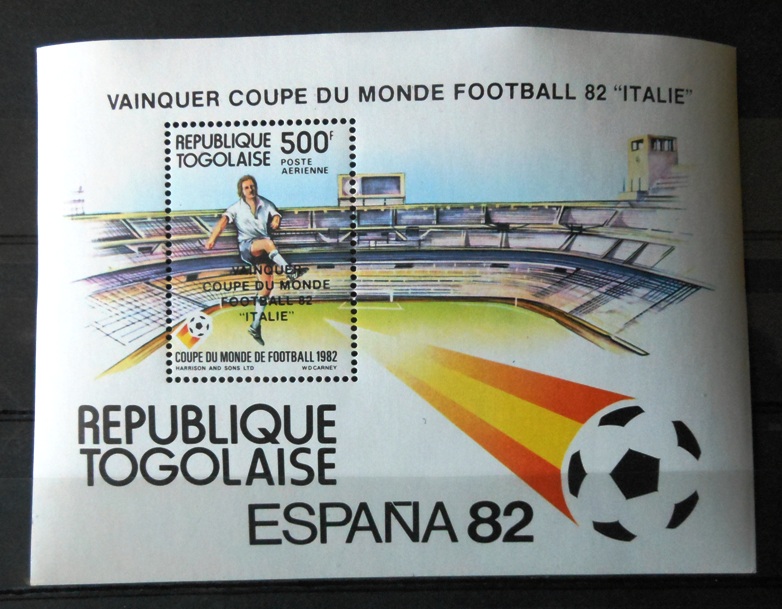 VAINQUER COUPE DU MONDE FOOTBALL 82 "ITALIE"
REPUBLIQUE 500F
TOGOLAISE POSTE
AERIENNE
VAINQUER
COUPE DU MONDE
FOOTBALL 82
"ITALIE"
COUPE DU MONDE DE FOOTBALL 1982
HARRISON AND SONS LTD W D CARNEY
REPUBLIQUE
TOGOLAISE
ESPAÑA 82